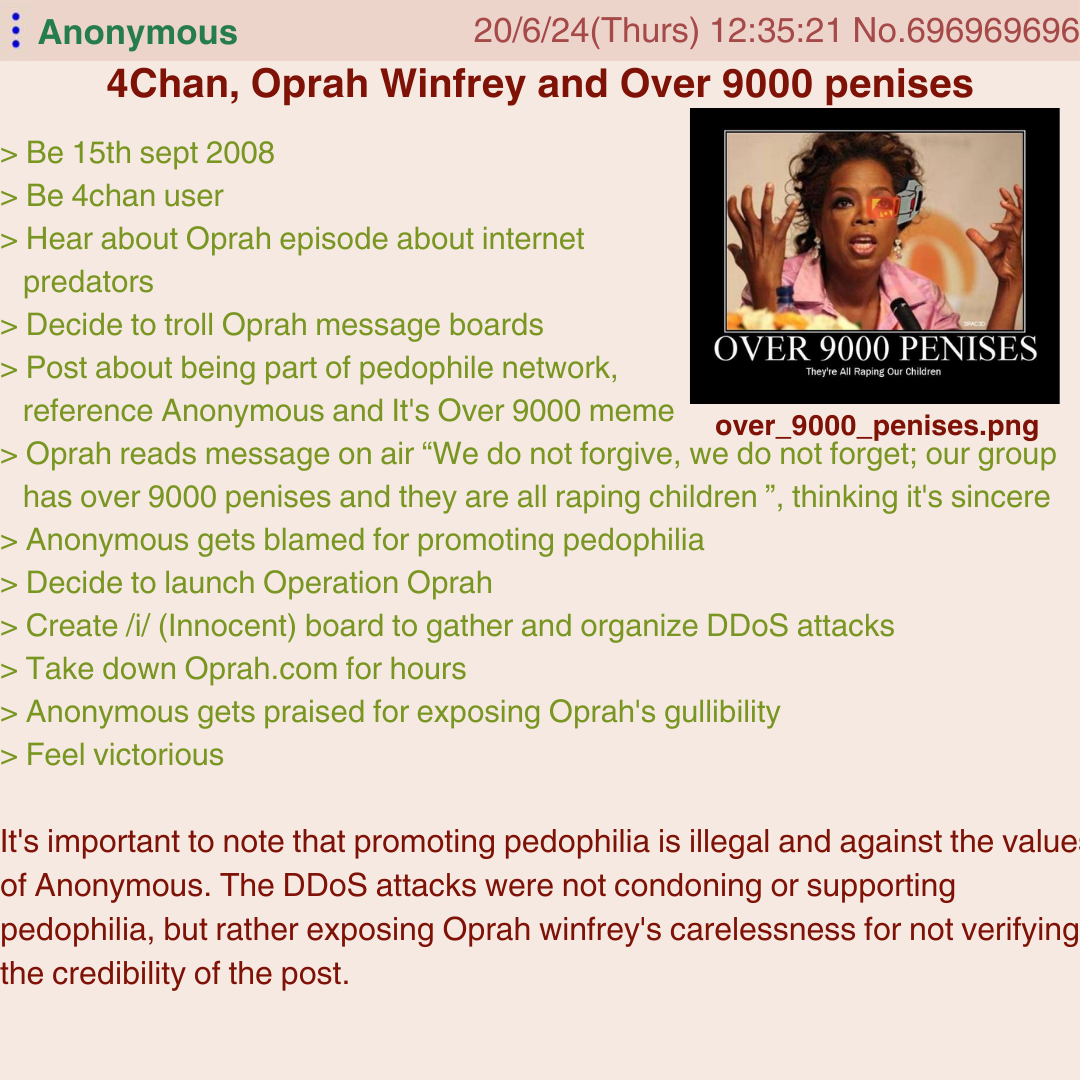 Anonymous 20/6/24(Thurs) 12:35:21 No.696969696
4Chan, Oprah Winfrey and Over 9000 penises
> Be 15th sept 2008
> Be 4chan user
> Hear about Oprah episode about internet
predators
> Decide to troll Oprah message boards
> Post about being part of pedophile network,
reference Anonymous and It's Over 9000 meme
OVER 9000 PENISES
They're All Raping Our Children
over_9000_penises.png
> Oprah reads message on air “We do not forgive, we do not forget; our group
has over 9000 penises and they are all raping children ”, thinking it's sincere
> Anonymous gets blamed for promoting pedophilia
> Decide to launch Operation Oprah
> Create /i/ (Innocent) board to gather and organize DDoS attacks
> Take down Oprah.com for hours
> Anonymous gets praised for exposing Oprah's gullibility
> Feel victorious
It's important to note that promoting pedophilia is illegal and against the values
of Anonymous. The DDoS attacks were not condoning or supporting
pedophilia, but rather exposing Oprah winfrey's carelessness for not verifying
the credibility of the post.